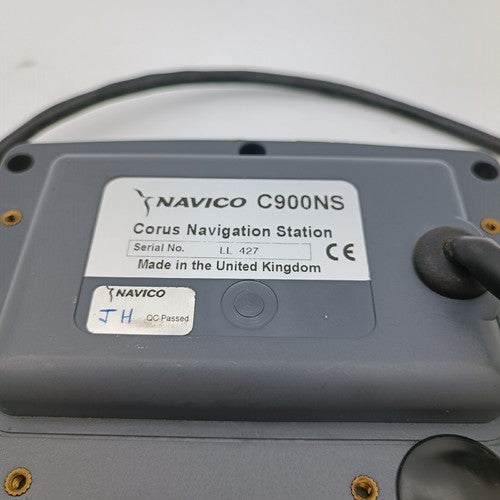 NAVICO C900NS
Corus Navigation Station
Serial No. LL 427 CE
Made in the United Kingdom
NAVICO
JH QC Passed